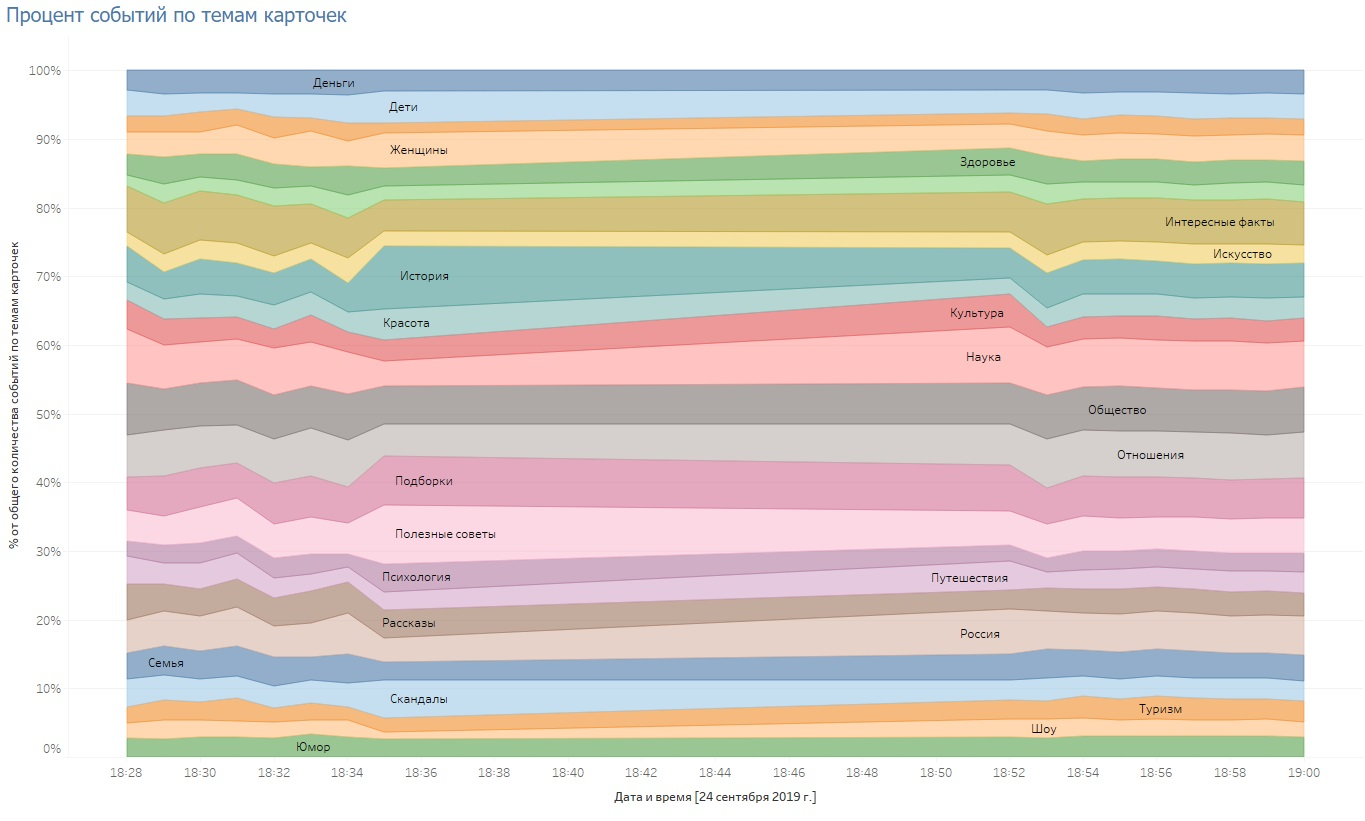 Процент событий по темам карточек
% от общего количества событий по темам карточек
100%
90%
80%
70%
60%
50%
40%
30%
20%
10%
0%
Деньги
Дети
Женщины
Здоровье
Интересные факты
Искусство
История
Красота
Культура
Наука
Общество
Отношения
Подборки
Полезные советы
Психология
Путешествия
Рассказы
Россия
Семья
Скандалы
Туризм
Шоу
Юмор
18:28 18:30 18:32 18:34 18:36 18:38 18:40 18:42 18:44 18:46 18:48 18:50 18:52 18:54 18:56 18:58 19:00
Дата и время [24 сентября 2019 г.]